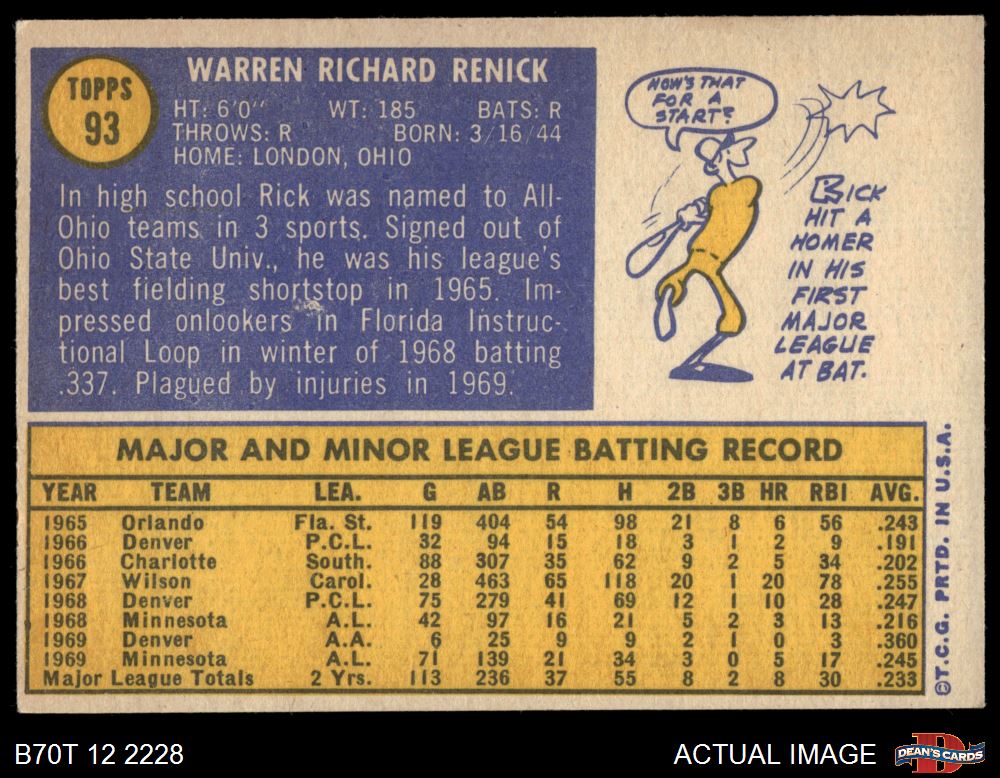 TOPPS
93
WARREN RICHARD RENICK
HT: 6'0" WT: 185 BATS: R
THROWS: R BORN: 3/16/44
HOME: LONDON, OHIO
In high school Rick was named to All-
Ohio teams in 3 sports. Signed out of
Ohio State Univ., he was his league's
best fielding shortstop in 1965. Im-
pressed onlookers in Florida Instruc-
tional Loop in winter of 1968 batting
.337. Plagued by injuries in 1969.
HOW'S THAT
FOR A
START?
RICK
HIT A
HOMER
IN HIS
FIRST
MAJOR
LEAGUE
AT BAT.
MAJOR AND MINOR LEAGUE BATTING RECORD
YEAR TEAM LEA. G AB R H 2B 3B HR RBI AVG.
1965 Orlando Fla. St. 119 404 54 98 21 8 6 56 .243
1966 Denver P.C.L. 32 94 15 18 3 1 2 9 .191
1966 Charlotte South. 88 307 35 62 9 2 5 34 .202
1967 Wilson Carol. 28 463 65 118 20 1 20 78 .255
1968 Denver P.C.L. 75 279 41 69 12 1 10 28 .247
1968 Minnesota A.L. 42 97 16 21 5 2 3 13 .216
1969 Denver A.A. 6 25 9 9 2 1 0 3 .360
1969 Minnesota A.L. 71 139 21 34 3 0 5 17 .245
Major League Totals 2 Yrs. 113 236 37 55 8 2 8 30 .233
©T.C.G. PRTD. IN U.S.A.
B70T 12 2228
ACTUAL IMAGE
DEAN'S CARDS